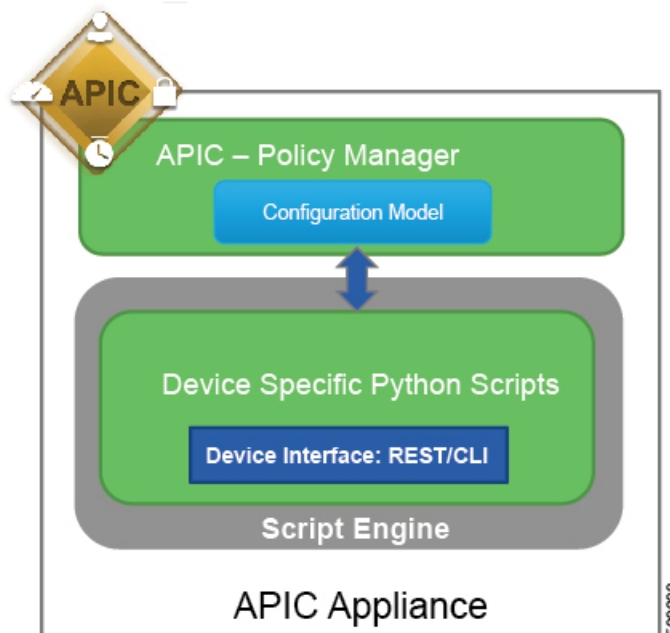 APIC
APIC – Policy Manager
Configuration Model
Device Specific Python Scripts
Device Interface: REST/CLI
Script Engine
APIC Appliance